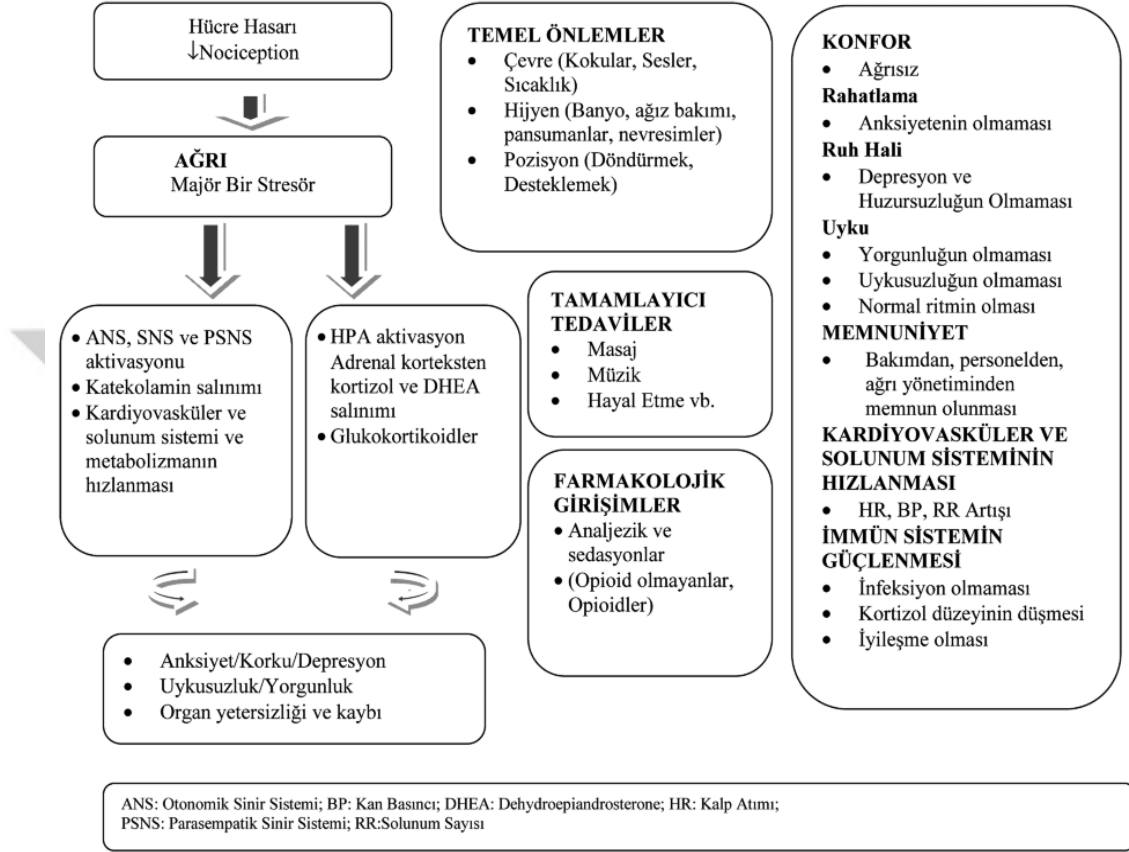 Hücre Hasarı
↓Nociception
AĞRI
Majör Bir Stresör
• ANS, SNS ve PSNS
aktivasyonu
• Katekolamin salınımı
• Kardiyovasküler ve
solunum sistemi ve
metabolizmanın
hızlanması
• HPA aktivasyon
Adrenal korteksten
kortizol ve DHEA
salınımı
• Glukokortikoidler
• Anksiyet/Korku/Depresyon
• Uykusuzluk/Yorgunluk
• Organ yetersizliği ve kaybı
TEMEL ÖNLEMLER
• Çevre (Kokular, Sesler,
Sıcaklık)
• Hijyen (Banyo, ağız bakımı,
pansumanlar, nevresimler)
• Pozisyon (Döndürmek,
Desteklemek)
TAMAMLAYICI
TEDAVİLER
• Masaj
• Müzik
• Hayal Etme vb.
FARMAKOLOJİK
GİRİŞİMLER
• Analjezik ve
sedasyonlar
• (Opioid olmayanlar,
Opioidler)
KONFOR
• Ağrısız
Rahatlama
• Anksiyetenin olmaması
Ruh Hali
• Depresyon ve
Huzursuzluğun Olmaması
Uyku
• Yorgunluğun olmaması
• Uykusuzluğun olmaması
• Normal ritmin olması
MEMNUNİYET
• Bakımdan, personelden,
ağrı yönetiminden
memnun olunması
KARDİYOVASKÜLER VE
SOLUNUM SİSTEMİNİN
HIZLANMASI
• HR, BP, RR Artışı
İMMÜN SİSTEMİN
GÜÇLENMESİ
• İnfeksiyon olmaması
• Kortizol düzeyinin düşmesi
• İyileşme olması
ANS: Otonomik Sinir Sistemi; BP: Kan Basıncı; DHEA: Dehydroepiandrosterone; HR: Kalp Atımı;
PSNS: Parasempatik Sinir Sistemi; RR:Solunum Sayısı